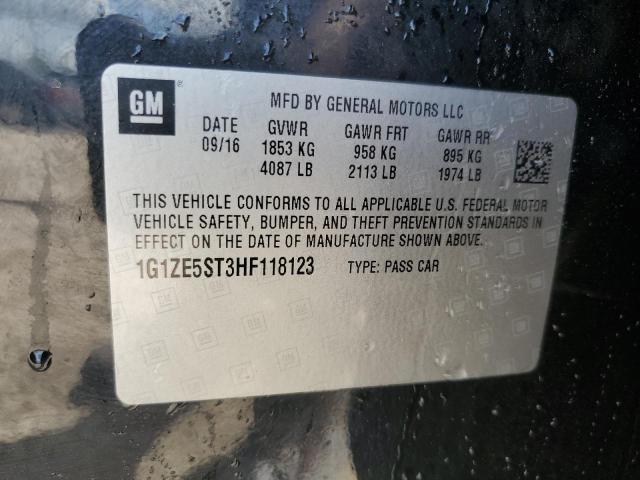 GM
MFD BY GENERAL MOTORS LLC
DATE GVWR GAWR FRT GAWR RR
09/16 1853 KG 958 KG 895 KG
4087 LB 2113 LB 1974 LB
THIS VEHICLE CONFORMS TO ALL APPLICABLE U.S. FEDERAL MOTOR
VEHICLE SAFETY, BUMPER, AND THEFT PREVENTION STANDARDS IN
EFFECT ON THE DATE OF MANUFACTURE SHOWN ABOVE.
1G1ZE5ST3HF118123 TYPE: PASS CAR